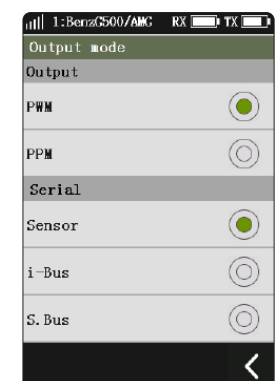 1:BenzG500/AMG RX TX
Output mode
Output
PWM
PPM
Serial
Sensor
i-Bus
S.Bus